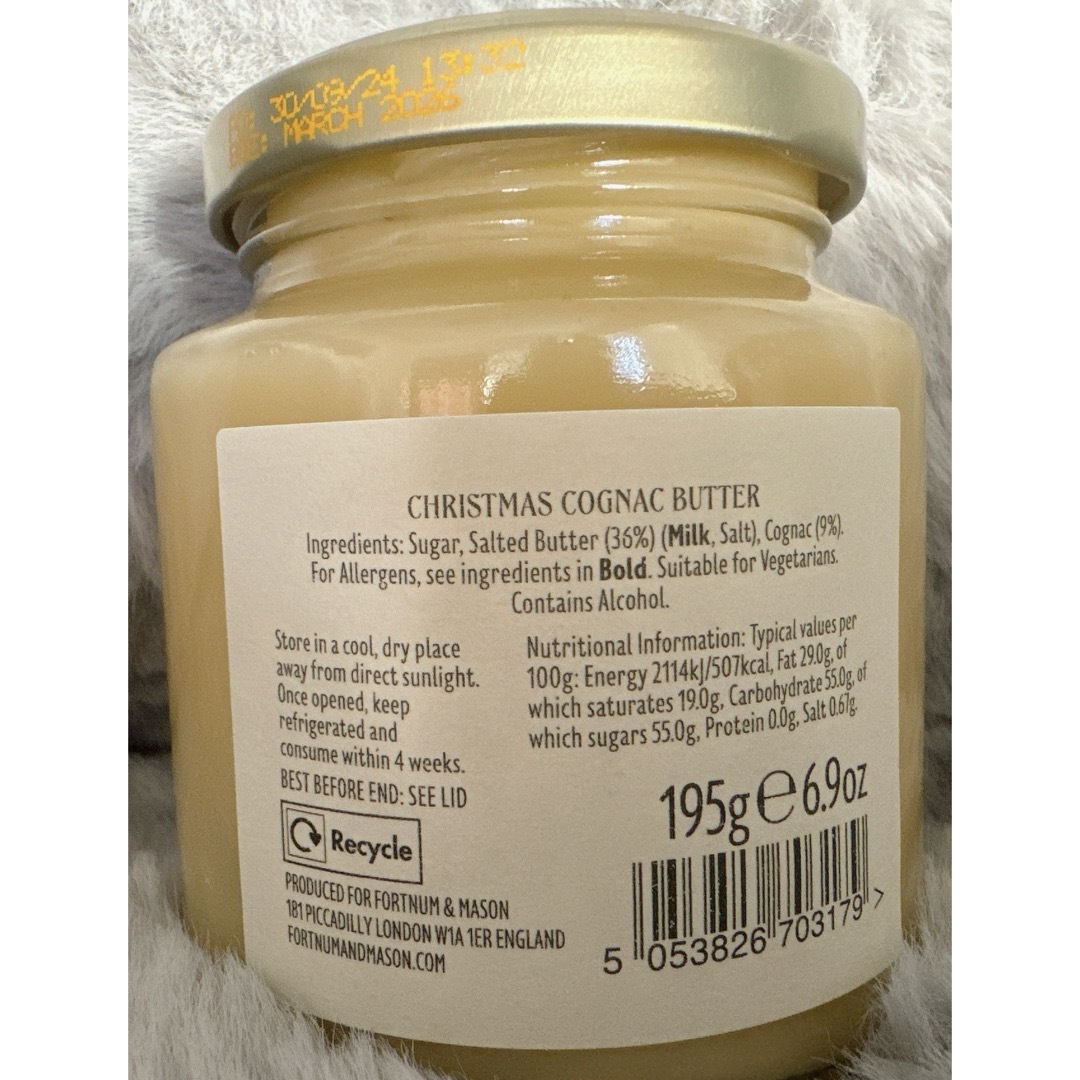 30/09/24 13:32
MARCH 2026
CHRISTMAS COGNAC BUTTER
Ingredients: Sugar, Salted Butter (36%) (Milk, Salt), Cognac (9%).
For Allergens, see ingredients in Bold. Suitable for Vegetarians.
Contains Alcohol.
Store in a cool, dry place
away from direct sunlight.
Once opened, keep
refrigerated and
consume within 4 weeks.
BEST BEFORE END: SEE LID
Nutritional Information: Typical values per
100g: Energy 2114kJ/507kcal, Fat 29.0g, of
which saturates 19.0g, Carbohydrate 55.0g, of
which sugars 55.0g, Protein 0.0g, Salt 0.67g.
195g e 6.9oz
Recycle
PRODUCED FOR FORTNUM & MASON
181 PICCADILLY LONDON W1A 1ER ENGLAND
FORTNUMANDMASON.COM
5 053826 703179 >